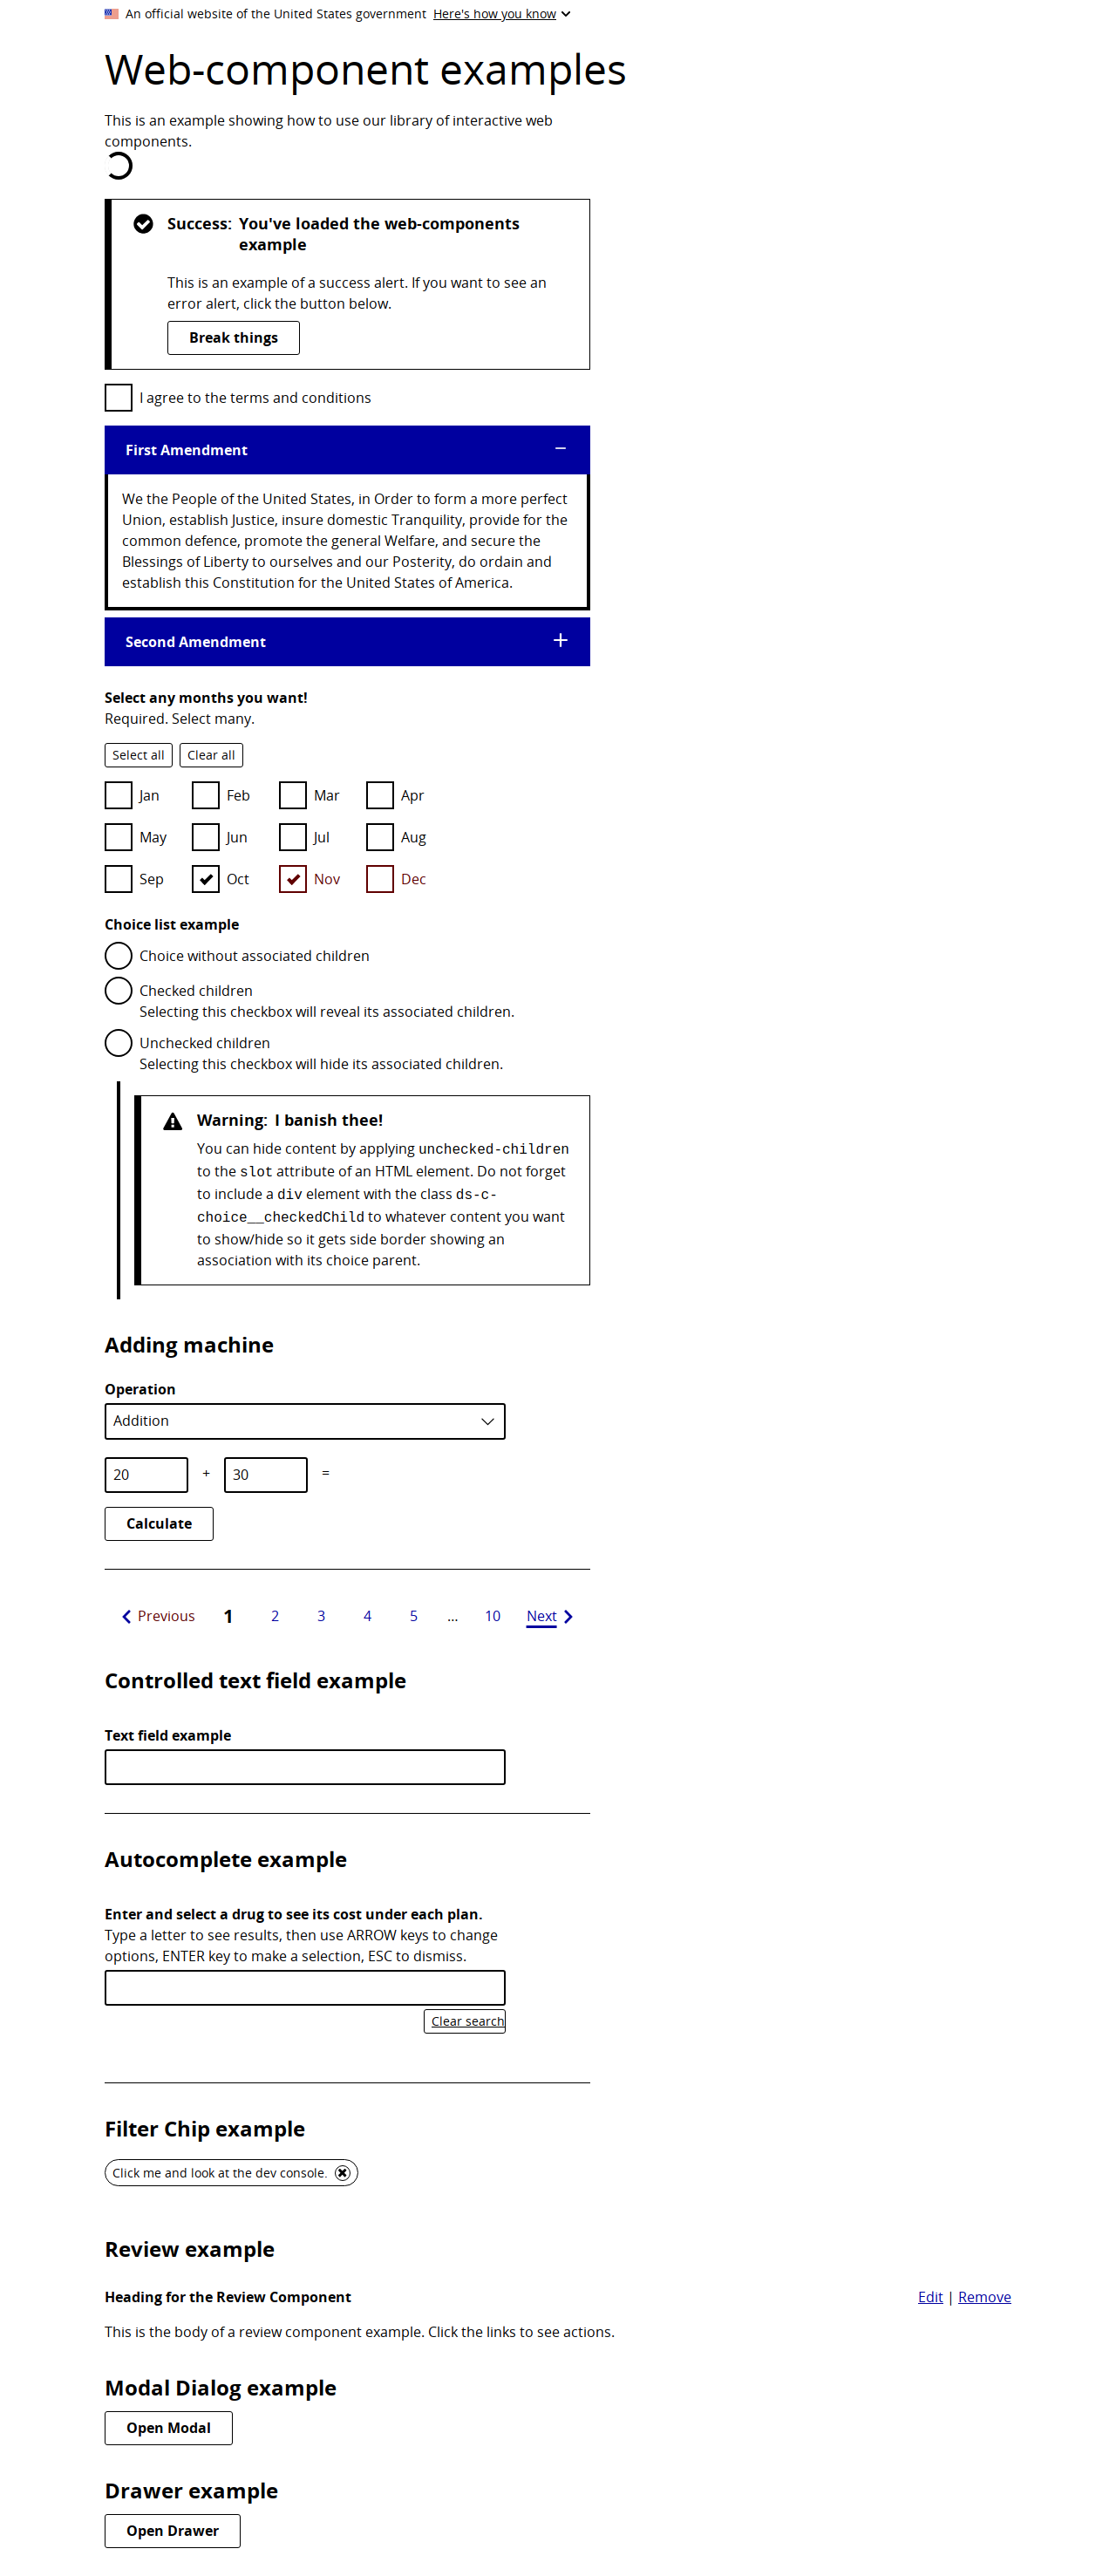 An official website of the United States government Here's how you know
Web-component examples
This is an example showing how to use our library of interactive web
components.
Success: You've loaded the web-components
example
This is an example of a success alert. If you want to see an
error alert, click the button below.
Break things
I agree to the terms and conditions
First Amendment
We the People of the United States, in Order to form a more perfect
Union, establish Justice, insure domestic Tranquility, provide for the
common defence, promote the general Welfare, and secure the
Blessings of Liberty to ourselves and our Posterity, do ordain and
establish this Constitution for the United States of America.
Second Amendment
Select any months you want!
Required. Select many.
Select all Clear all
Jan Feb Mar Apr
May Jun Jul Aug
Sep Oct Nov Dec
Choice list example
Choice without associated children
Checked children
Selecting this checkbox will reveal its associated children.
Unchecked children
Selecting this checkbox will hide its associated children.
Warning: I banish thee!
You can hide content by applying unchecked-children
to the slot attribute of an HTML element. Do not forget
to include a div element with the class ds-c-
choice__checkedChild to whatever content you want
to show/hide so it gets side border showing an
association with its choice parent.
Adding machine
Operation
Addition
20 + 30 =
Calculate
Previous 1 2 3 4 5 … 10 Next
Controlled text field example
Text field example
Autocomplete example
Enter and select a drug to see its cost under each plan.
Type a letter to see results, then use ARROW keys to change
options, ENTER key to make a selection, ESC to dismiss.
Clear search
Filter Chip example
Click me and look at the dev console.
Review example
Heading for the Review Component Edit | Remove
This is the body of a review component example. Click the links to see actions.
Modal Dialog example
Open Modal
Drawer example
Open Drawer